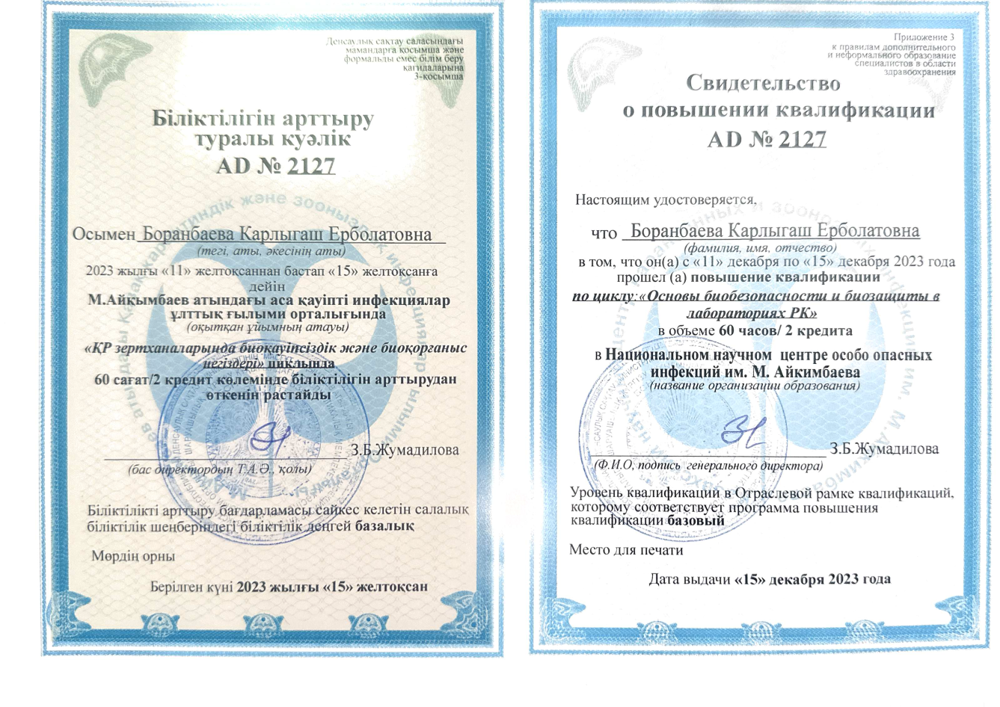 Денсаулық сақтау саласындағы
мамандарға қосымша және
формальды емес білім беру
қағидаларына
3-қосымша
Біліктілігін арттыру
туралы куәлік
AD № 2127
Осымен Боранбаева Карлыгаш Ерболатовна
(тегі, аты, әкесінің аты)
2023 жылғы «11» желтоқсаннан бастап «15» желтоқсанға
дейін
М.Айқымбаев атындағы аса қауіпті инфекциялар
ұлттық ғылыми орталығында
(оқытқан ұйымның атауы)
«ҚР зертханаларында биоқауіпсіздік және биоқорғаныс
негіздері» циклында
60 сағат/2 кредит көлемінде біліктілігін арттырудан
өткенін растайды
З.Б.Жумадилова
(бас директордың Т.А.Ә., қолы)
Біліктілікті арттыру бағдарламасы сәйкес келетін салалық
біліктілік шеңберіндегі біліктілік деңгей базалық
Мөрдің орны
Берілген күні 2023 жылғы «15» желтоқсан
Приложение 3
к правилам дополнительного
и неформального образование
специалистов в области
здравоохранения
Свидетельство
о повышении квалификации
AD № 2127
Настоящим удостоверяется,
что Боранбаева Карлыгаш Ерболатовна
(фамилия, имя, отчество)
в том, что он(а) с «11» декабря по «15» декабря 2023 года
прошел (а) повышение квалификации
по циклу:«Основы биобезопасности и биозащиты в
лабораториях РК»
в объеме 60 часов/ 2 кредита
в Национальном научном центре особо опасных
инфекций им. М. Айкимбаева
(название организации образования)
З.Б.Жумадилова
(Ф.И.О, подпись генерального директора)
Уровень квалификации в Отраслевой рамке квалификаций,
которому соответствует программа повышения
квалификации базовый
Место для печати
Дата выдачи «15» декабря 2023 года